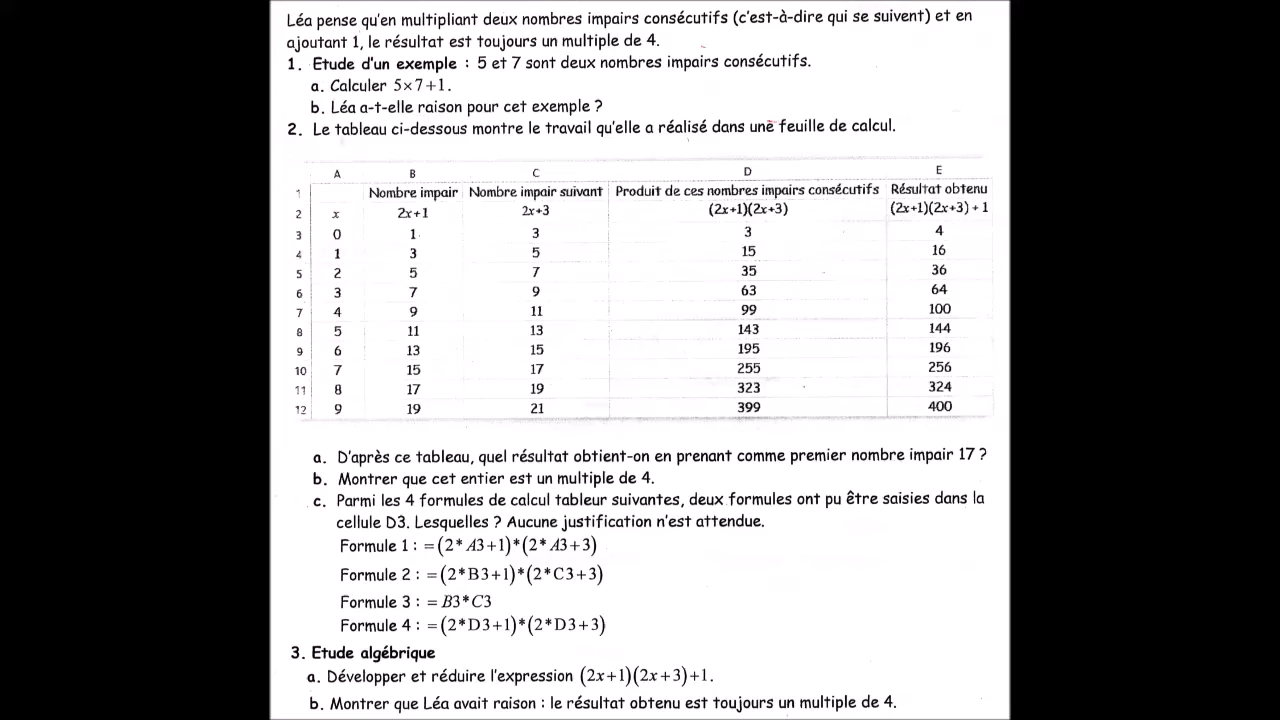 Léa pense qu'en multipliant deux nombres impairs consécutifs (c'est-à-dire qui se suivent) et en
ajoutant 1, le résultat est toujours un multiple de 4.
1. Etude d'un exemple : 5 et 7 sont deux nombres impairs consécutifs.
a. Calculer 5×7+1.
b. Léa a-t-elle raison pour cet exemple ?
2. Le tableau ci-dessous montre le travail qu'elle a réalisé dans une feuille de calcul.
A B C D E
1 Nombre impair Nombre impair suivant Produit de ces nombres impairs consécutifs Résultat obtenu
2 x 2x+1 2x+3 (2x+1)(2x+3) (2x+1)(2x+3) + 1
3 0 1 3 3 4
4 1 3 5 15 16
5 2 5 7 35 36
6 3 7 9 63 64
7 4 9 11 99 100
8 5 11 13 143 144
9 6 13 15 195 196
10 7 15 17 255 256
11 8 17 19 323 324
12 9 19 21 399 400
a. D'après ce tableau, quel résultat obtient-on en prenant comme premier nombre impair 17 ?
b. Montrer que cet entier est un multiple de 4.
c. Parmi les 4 formules de calcul tableur suivantes, deux formules ont pu être saisies dans la
cellule D3. Lesquelles ? Aucune justification n'est attendue.
Formule 1 : =(2*A3+1)*(2*A3+3)
Formule 2 : =(2*B3+1)*(2*C3+3)
Formule 3 : =B3*C3
Formule 4 : =(2*D3+1)*(2*D3+3)
3. Etude algébrique
a. Développer et réduire l'expression (2x+1)(2x+3)+1.
b. Montrer que Léa avait raison : le résultat obtenu est toujours un multiple de 4.